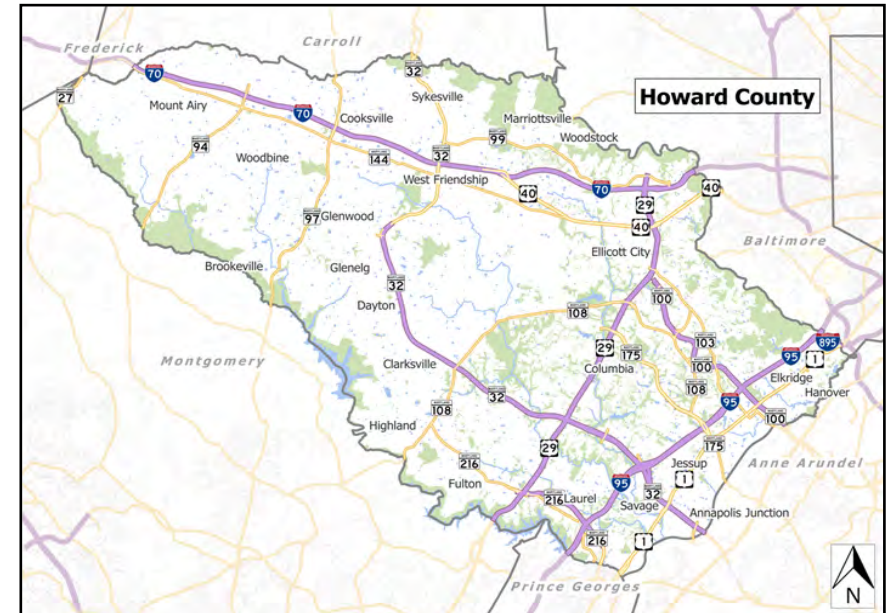 Frederick
Carroll
70
32
27
Mount Airy
70
Sykesville
Howard County
Cooksville
Marriottsville
94
99
Woodstock
Woodbine
144
32
West Friendship
70
40
40
29
97
Glenwood
40
Baltimore
Ellicott City
Brookeville
Glenelg
32
100
Dayton
108
103
895
29
175
95
1
Montgomery
Clarksville
Columbia
100
Elkridge
108
Hanover
32
95
108
100
Highland
29
175
216
Jessup
Anne Arundel
Fulton
95
1
216
Laurel
32
Savage
Annapolis Junction
216
1
Prince Georges
N